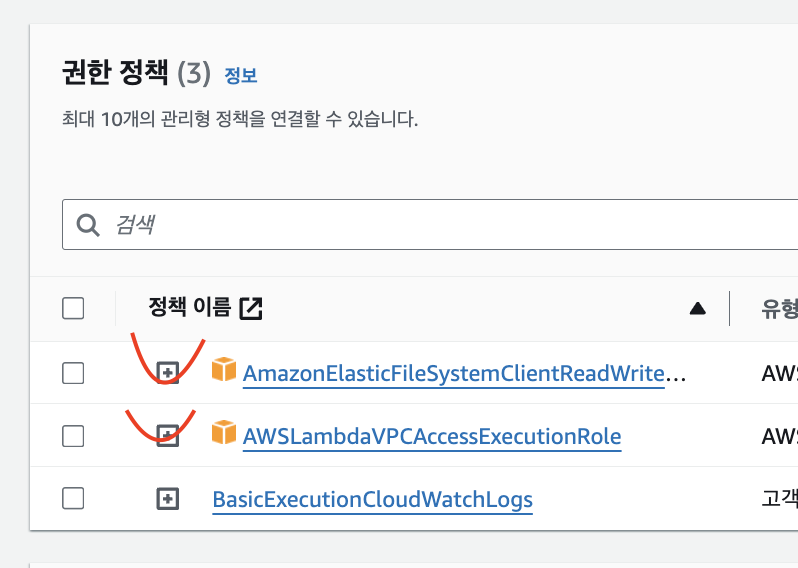 권한 정책 (3) 정보
최대 10개의 관리형 정책을 연결할 수 있습니다.
검색
정책 이름 유형
AmazonElasticFileSystemClientReadWrite... AWS
AWSLambdaVPCAccessExecutionRole AWS
BasicExecutionCloudWatchLogs 고객